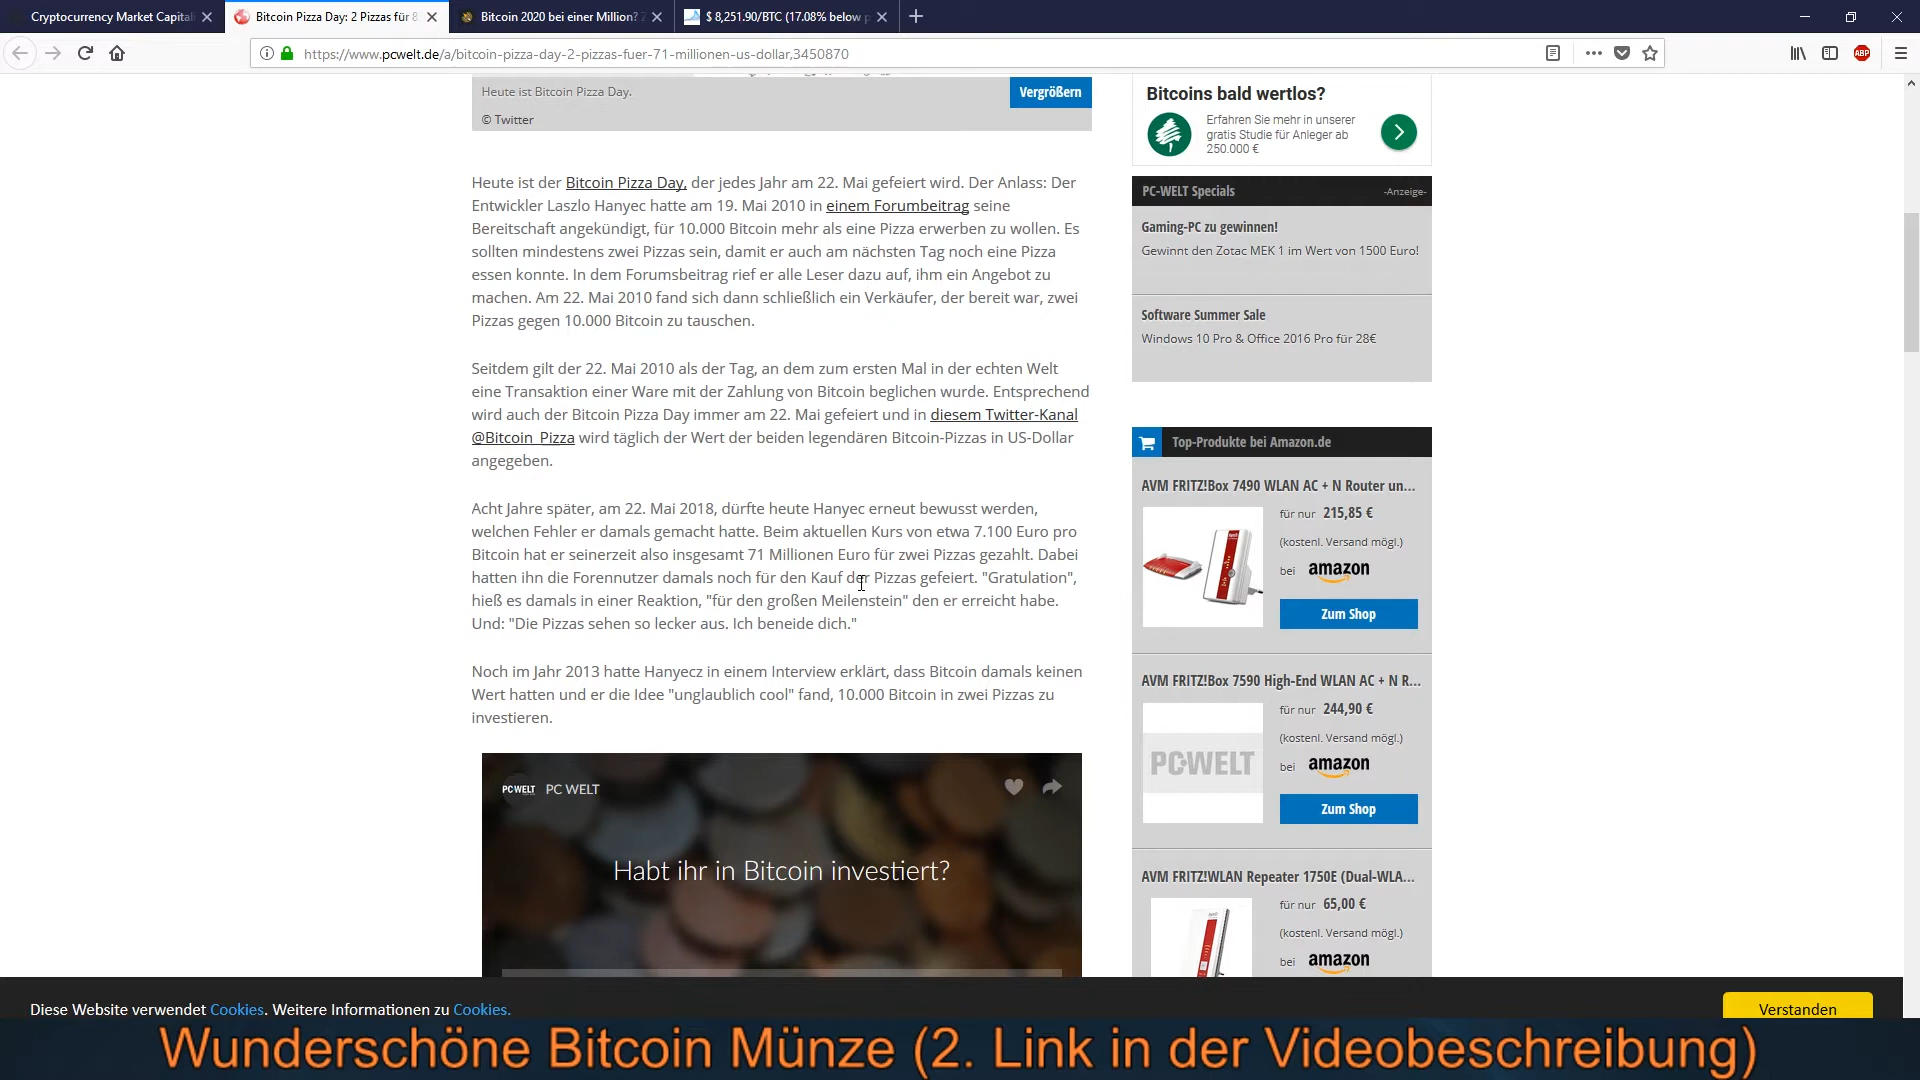 Cryptocurrency Market Capital
Bitcoin Pizza Day: 2 Pizzas für 8
Bitcoin 2020 bei einer Million?
$ 8,251.90/BTC (17.08% below
https://www.pcwelt.de/a/bitcoin-pizza-day-2-pizzas-fuer-71-millionen-us-dollar,3450870
ABP
Heute ist Bitcoin Pizza Day.
Vergrößern
© Twitter
Heute ist der Bitcoin Pizza Day, der jedes Jahr am 22. Mai gefeiert wird. Der Anlass: Der
Entwickler Laszlo Hanyec hatte am 19. Mai 2010 in einem Forumbeitrag seine
Bereitschaft angekündigt, für 10.000 Bitcoin mehr als eine Pizza erwerben zu wollen. Es
sollten mindestens zwei Pizzas sein, damit er auch am nächsten Tag noch eine Pizza
essen konnte. In dem Forumsbeitrag rief er alle Leser dazu auf, ihm ein Angebot zu
machen. Am 22. Mai 2010 fand sich dann schließlich ein Verkäufer, der bereit war, zwei
Pizzas gegen 10.000 Bitcoin zu tauschen.
Seitdem gilt der 22. Mai 2010 als der Tag, an dem zum ersten Mal in der echten Welt
eine Transaktion einer Ware mit der Zahlung von Bitcoin beglichen wurde. Entsprechend
wird auch der Bitcoin Pizza Day immer am 22. Mai gefeiert und in diesem Twitter-Kanal
@Bitcoin_Pizza wird täglich der Wert der beiden legendären Bitcoin-Pizzas in US-Dollar
angegeben.
Acht Jahre später, am 22. Mai 2018, dürfte heute Hanyec erneut bewusst werden,
welchen Fehler er damals gemacht hatte. Beim aktuellen Kurs von etwa 7.100 Euro pro
Bitcoin hat er seinerzeit also insgesamt 71 Millionen Euro für zwei Pizzas gezahlt. Dabei
hatten ihn die Forennutzer damals noch für den Kauf der Pizzas gefeiert. "Gratulation",
hieß es damals in einer Reaktion, "für den großen Meilenstein" den er erreicht habe.
Und: "Die Pizzas sehen so lecker aus. Ich beneide dich."
Noch im Jahr 2013 hatte Hanyecz in einem Interview erklärt, dass Bitcoin damals keinen
Wert hatten und er die Idee "unglaublich cool" fand, 10.000 Bitcoin in zwei Pizzas zu
investieren.
PCWELT PC WELT
Habt ihr in Bitcoin investiert?
Bitcoins bald wertlos?
Erfahren Sie mehr in unserer
gratis Studie für Anleger ab
250.000 €
PC-WELT Specials -Anzeige-
Gaming-PC zu gewinnen!
Gewinnt den Zotac MEK 1 im Wert von 1500 Euro!
Software Summer Sale
Windows 10 Pro & Office 2016 Pro für 28€
Top-Produkte bei Amazon.de
AVM FRITZ!Box 7490 WLAN AC + N Router un...
für nur 215,85 €
(kostenl. Versand mögl.)
bei amazon
Zum Shop
AVM FRITZ!Box 7590 High-End WLAN AC + N R...
PCWELT
für nur 244,90 €
(kostenl. Versand mögl.)
bei amazon
Zum Shop
AVM FRITZ!WLAN Repeater 1750E (Dual-WLA...
für nur 65,00 €
(kostenl. Versand mögl.)
bei amazon
Diese Website verwendet Cookies. Weitere Informationen zu Cookies.
Verstanden
Wunderschöne Bitcoin Münze (2. Link in der Videobeschreibung)